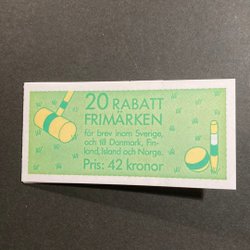 20 RABATT
FRIMÄRKEN
för brev inom Sverige,
och till Danmark, Fin-
land, Island och Norge.
Pris: 42 kronor